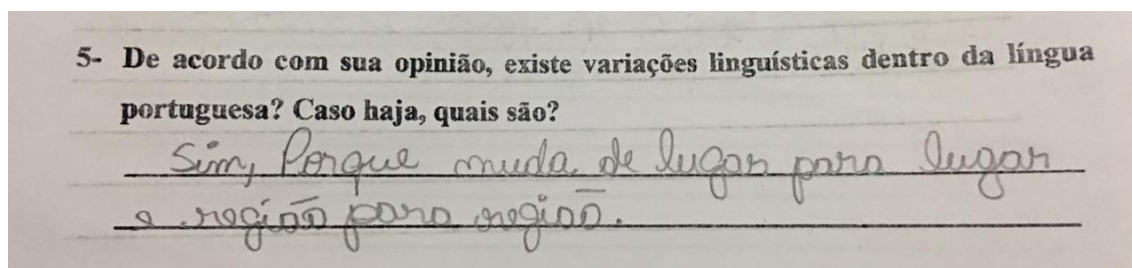 5- De acordo com sua opinião, existe variações linguísticas dentro da língua
portuguesa? Caso haja, quais são?
Sim, Porque muda de lugar para lugar
e região para região.